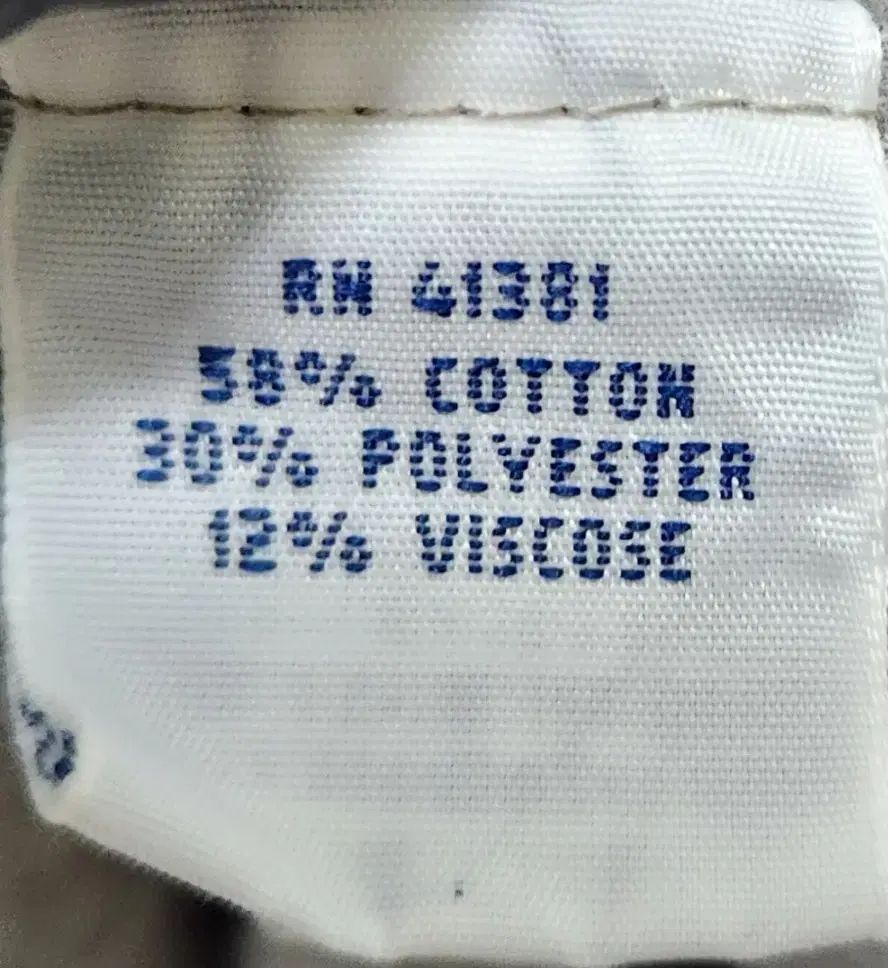 RN 41381
58% COTTON
30% POLYESTER
12% VISCOSE